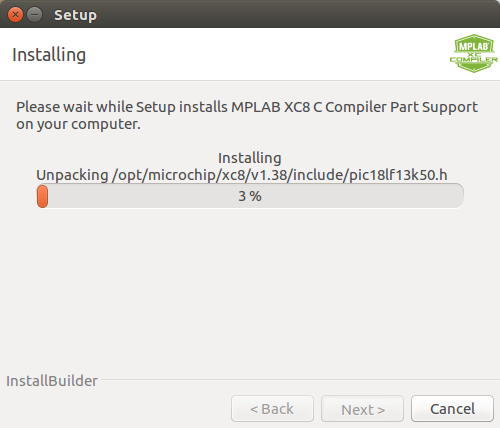 Setup
Installing
MPLAB
XC
COMPILER
Please wait while Setup installs MPLAB XC8 C Compiler Part Support
on your computer.
Installing
Unpacking /opt/microchip/xc8/v1.38/include/pic18lf13k50.h
3 %
InstallBuilder
< Back
Next >
Cancel